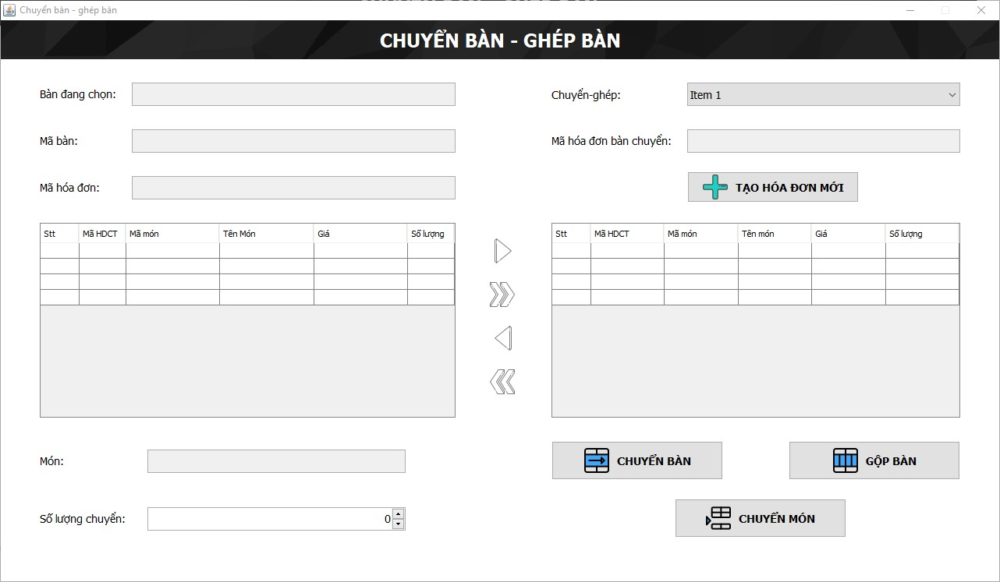 Chuyển bàn - ghép bàn
CHUYỂN BÀN - GHÉP BÀN
Bàn đang chọn:
Chuyển-ghép: Item 1
Mã bàn:
Mã hóa đơn bàn chuyển:
Mã hóa đơn:
TẠO HÓA ĐƠN MỚI
Stt Mã HDCT Mã món Tên Món Giá Số lượng
Stt Mã HDCT Mã món Tên món Giá Số lượng
Món:
CHUYỂN BÀN
GỘP BÀN
Số lượng chuyển: 0
CHUYỂN MÓN